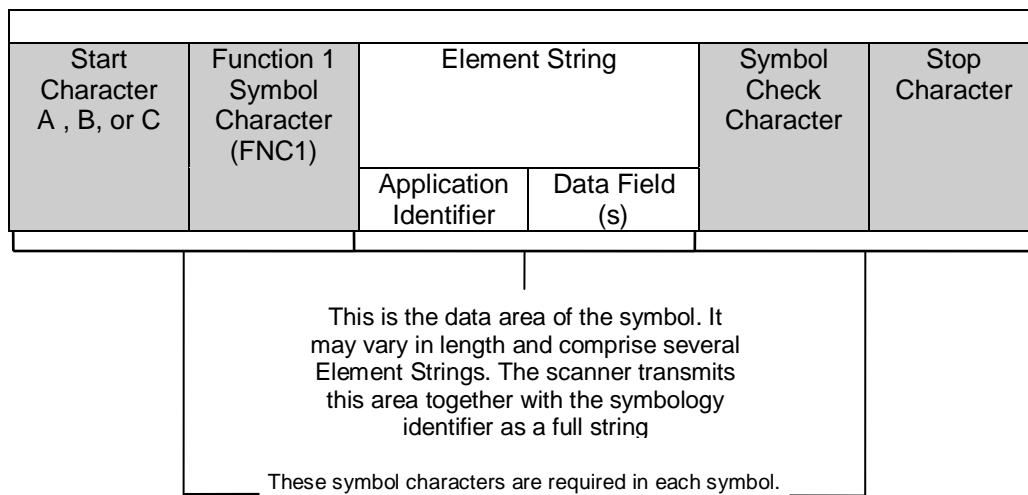 Start
Character
A , B, or C
Function 1
Symbol
Character
(FNC1)
Element String
Application
Identifier
Data Field
(s)
Symbol
Check
Character
Stop
Character
This is the data area of the symbol. It
may vary in length and comprise several
Element Strings. The scanner transmits
this area together with the symbology
identifier as a full string
These symbol characters are required in each symbol.